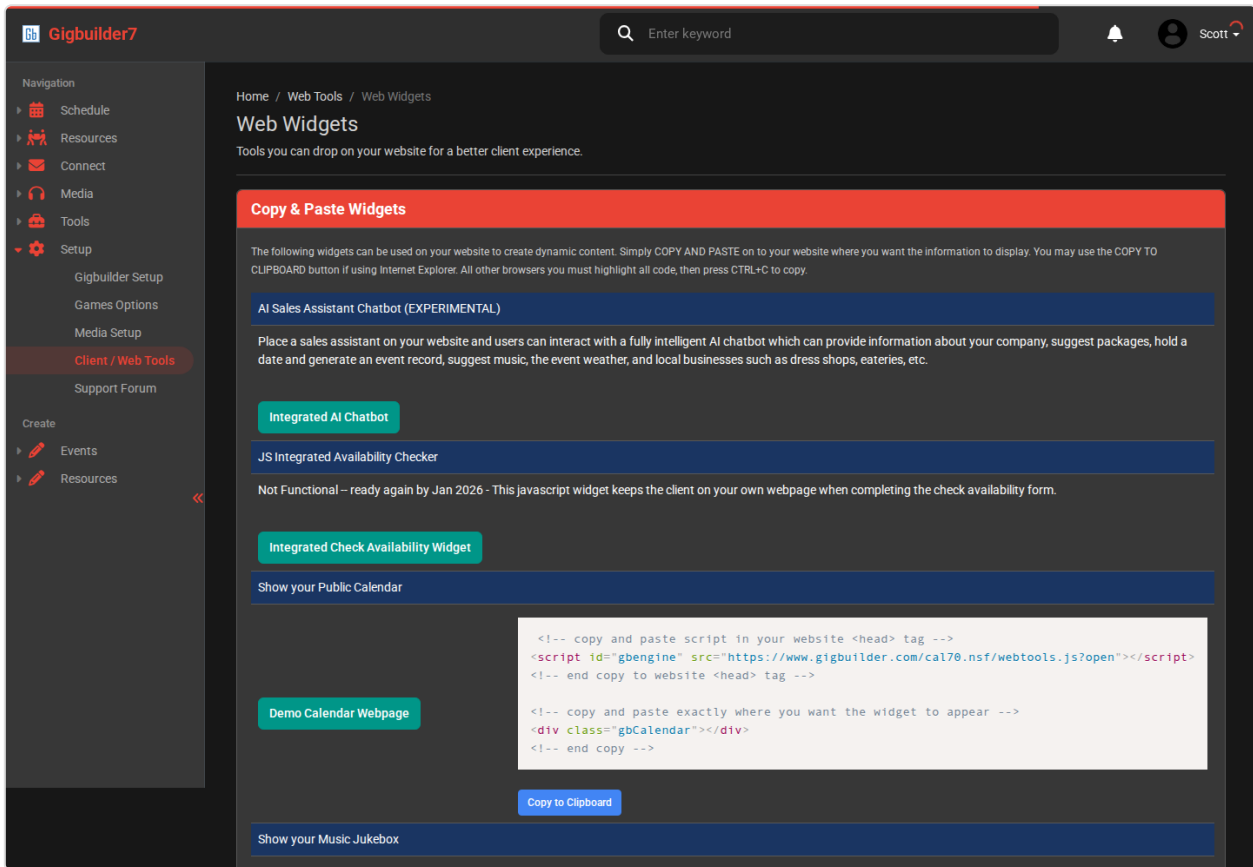 Gb Gigbuilder7
Enter keyword
Scott
Navigation
Schedule
Resources
Connect
Media
Tools
Setup
Gigbuilder Setup
Games Options
Media Setup
Client / Web Tools
Support Forum
Create
Events
Resources
Home / Web Tools / Web Widgets
Web Widgets
Tools you can drop on your website for a better client experience.
Copy & Paste Widgets
The following widgets can be used on your website to create dynamic content. Simply COPY AND PASTE on to your website where you want the information to display. You may use the COPY TO
CLIPBOARD button if using Internet Explorer. All other browsers you must highlight all code, then press CTRL+C to copy.
AI Sales Assistant Chatbot (EXPERIMENTAL)
Place a sales assistant on your website and users can interact with a fully intelligent AI chatbot which can provide information about your company, suggest packages, hold a
date and generate an event record, suggest music, the event weather, and local businesses such as dress shops, eateries, etc.
Integrated AI Chatbot
JS Integrated Availability Checker
Not Functional – ready again by Jan 2026 - This javascript widget keeps the client on your own webpage when completing the check availability form.
Integrated Check Availability Widget
Show your Public Calendar
Demo Calendar Webpage
<!-- copy and paste script in your website <head> tag -->
<script id="gbengine" src="https://www.gigbuilder.com/cal70.nsf/webtools.js?open"></script>
<!-- end copy to website <head> tag -->
<!-- copy and paste exactly where you want the widget to appear -->
<div class="gbCalendar"></div>
<!-- end copy -->
Copy to Clipboard
Show your Music Jukebox